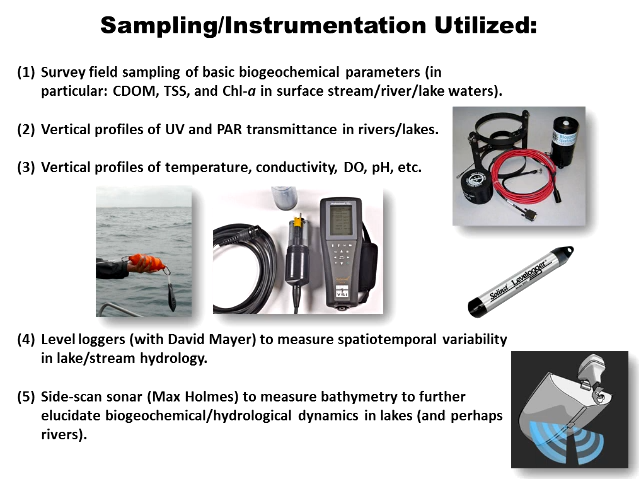 Sampling/Instrumentation Utilized:
(1) Survey field sampling of basic biogeochemical parameters (in
particular: CDOM, TSS, and Chl-a in surface stream/river/lake waters).
(2) Vertical profiles of UV and PAR transmittance in rivers/lakes.
(3) Vertical profiles of temperature, conductivity, DO, pH, etc.
YSI
Solinst Levelogger
(4) Level loggers (with David Mayer) to measure spatiotemporal variability
in lake/stream hydrology.
(5) Side-scan sonar (Max Holmes) to measure bathymetry to further
elucidate biogeochemical/hydrological dynamics in lakes (and perhaps
rivers).